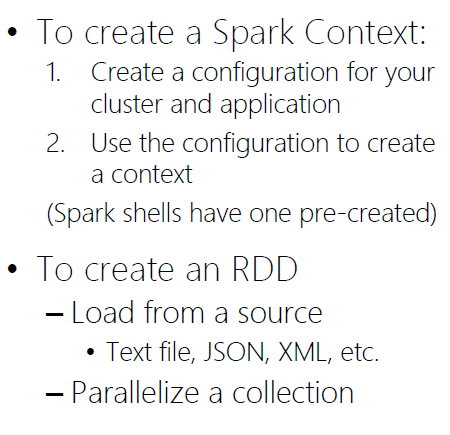 • To create a Spark Context:
1. Create a configuration for your
cluster and application
2. Use the configuration to create
a context
(Spark shells have one pre-created)
• To create an RDD
– Load from a source
• Text file, JSON, XML, etc.
– Parallelize a collection